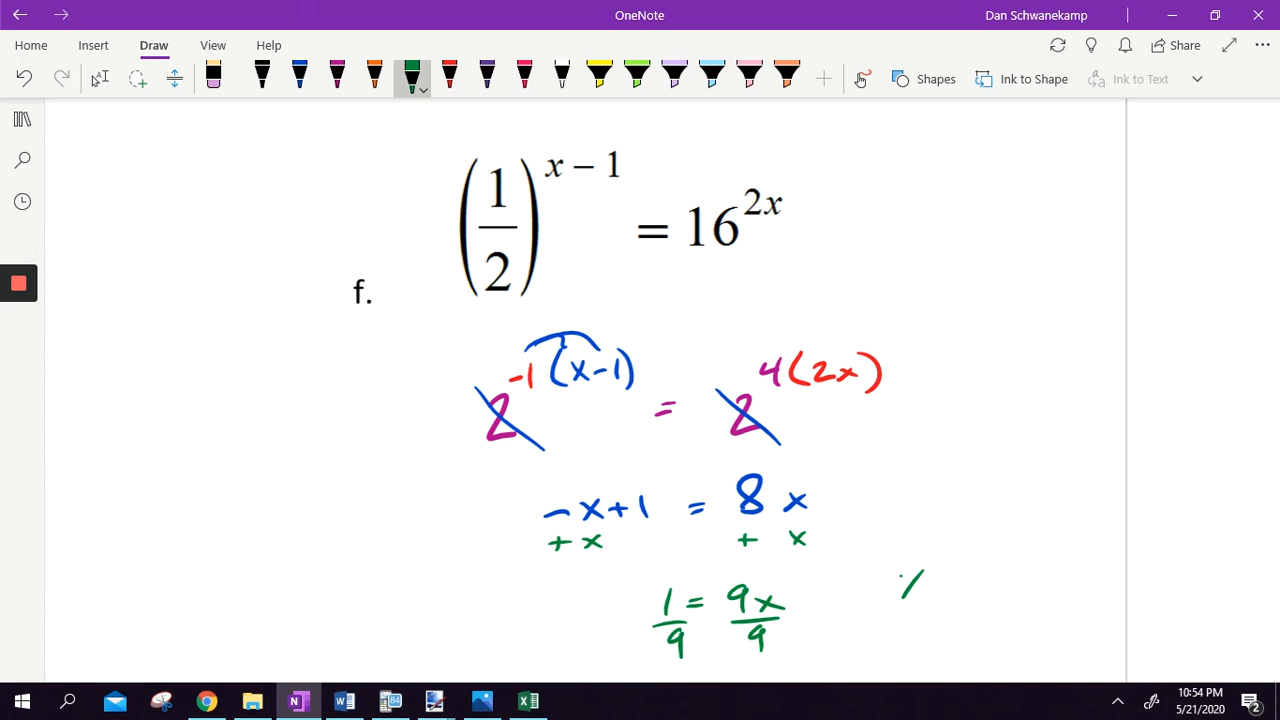 OneNote
Dan Schwanekamp
Home Insert Draw View Help
Share
Shapes Ink to Shape Ink to Text
f. (1/2)^(x − 1) = 16^(2x)
2^(-1(x-1)) = 2^(4(2x))
-x+1 = 8x
+x + x
1 = 9x
9 9
10:54 PM
5/21/2020
2